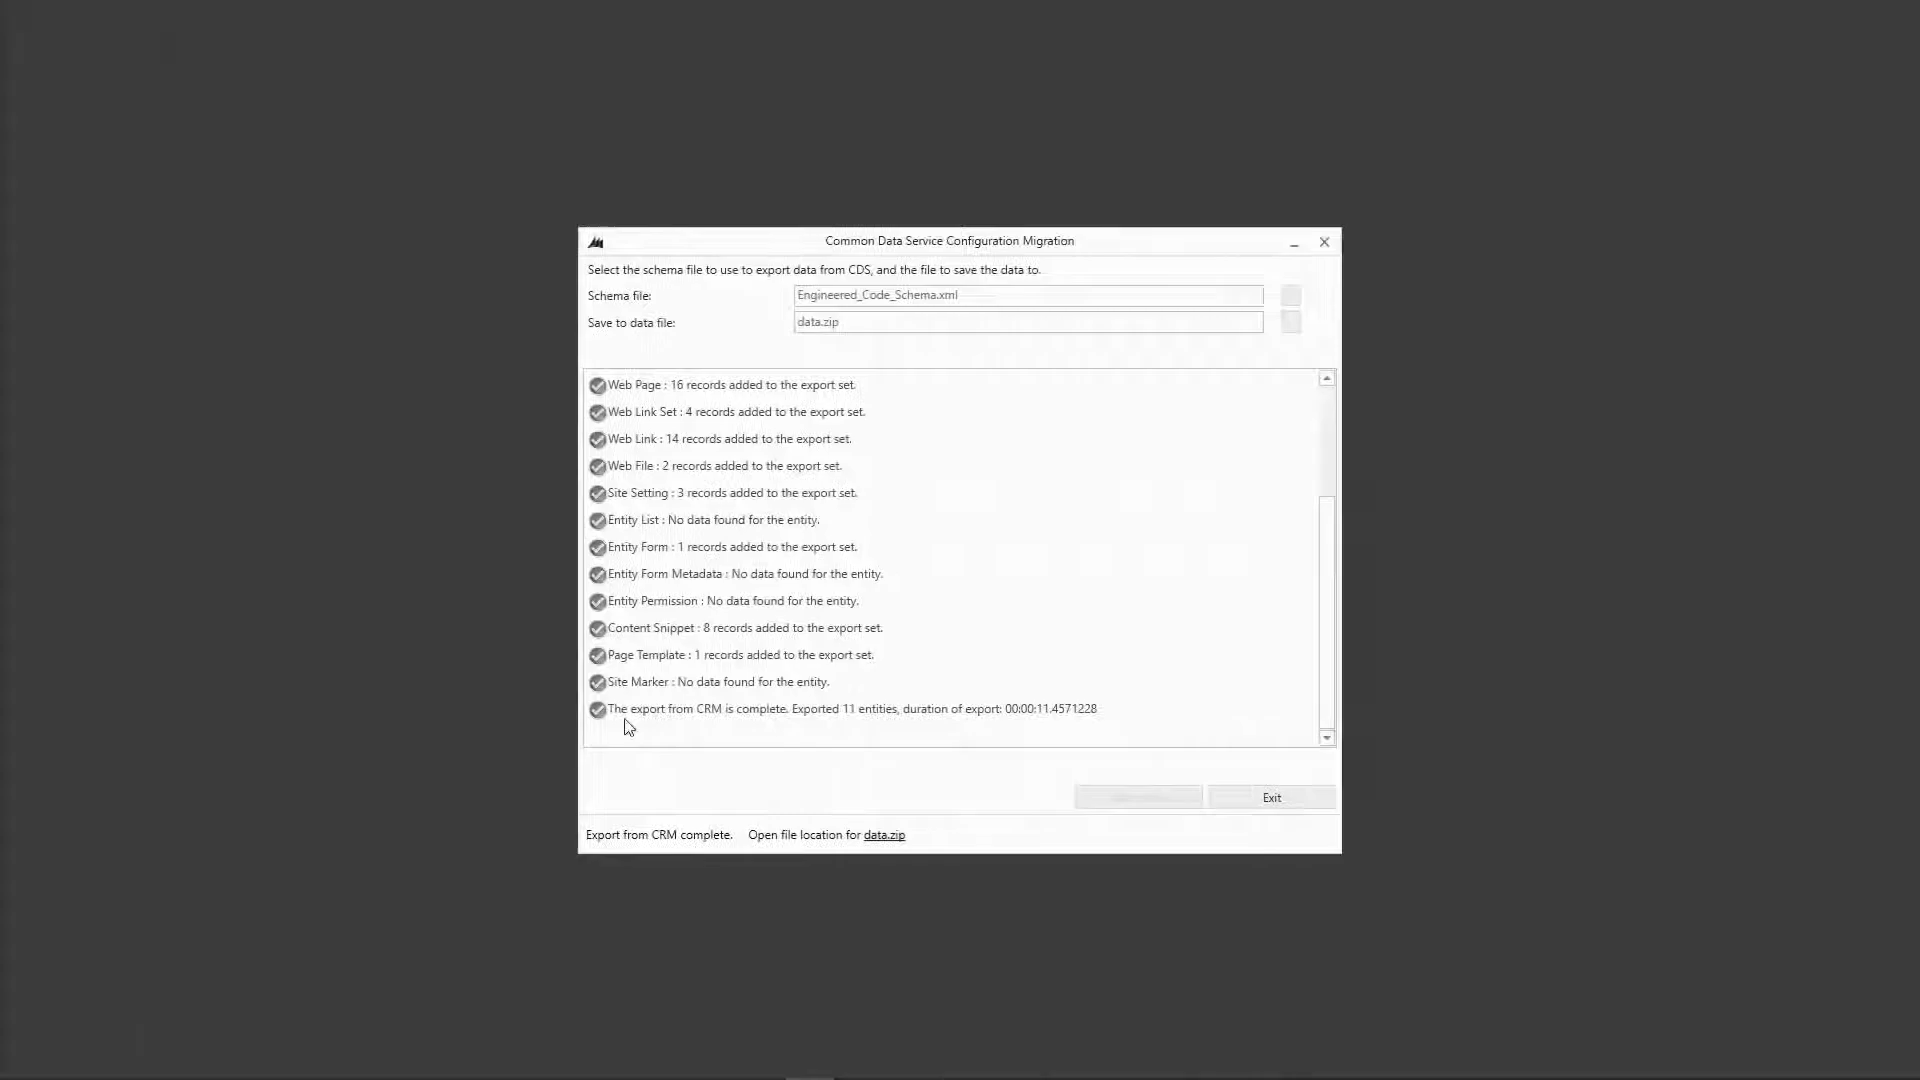 Common Data Service Configuration Migration
Select the schema file to use to export data from CDS, and the file to save the data to.
Schema file: Engineered_Code_Schema.xml
Save to data file: data.zip
Web Page : 16 records added to the export set.
Web Link Set : 4 records added to the export set.
Web Link : 14 records added to the export set.
Web File : 2 records added to the export set.
Site Setting : 3 records added to the export set.
Entity List : No data found for the entity.
Entity Form : 1 records added to the export set.
Entity Form Metadata : No data found for the entity.
Entity Permission : No data found for the entity.
Content Snippet : 8 records added to the export set.
Page Template : 1 records added to the export set.
Site Marker : No data found for the entity.
The export from CRM is complete. Exported 11 entities, duration of export: 00:00:11.4571228
Exit
Export from CRM complete. Open file location for data.zip